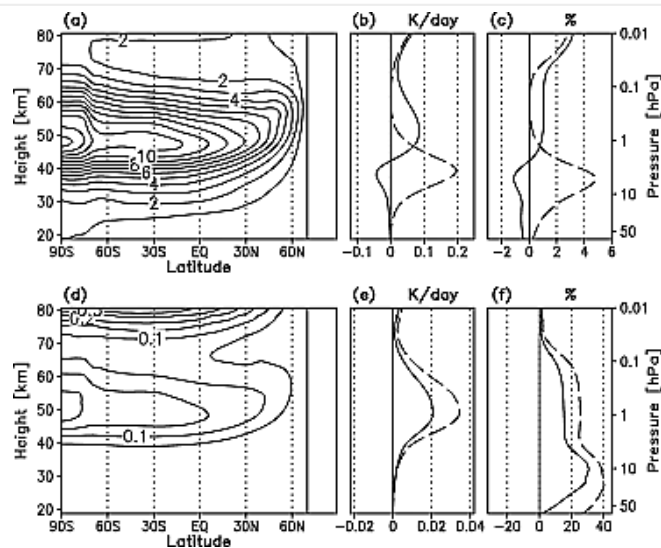 (a) (b) K/day (c) %
80 2 0.01
70 2 0.1
60 4
50 1
10
40 8 6
4 10
30 2
20 50
90S 60S 30S EQ 30N 60N -0.1 0 0.1 0.2 -2 0 2 4 6
Height [km]
Latitude
Pressure [hPa]
(d) (e) K/day (f) %
80 0.2 0.01
70 0.1 0.1
60
50 1
40 0.1
30 10
20 50
90S 60S 30S EQ 30N 60N -0.02 0 0.02 0.04 -20 0 20 40
Height [km]
Latitude
Pressure [hPa]